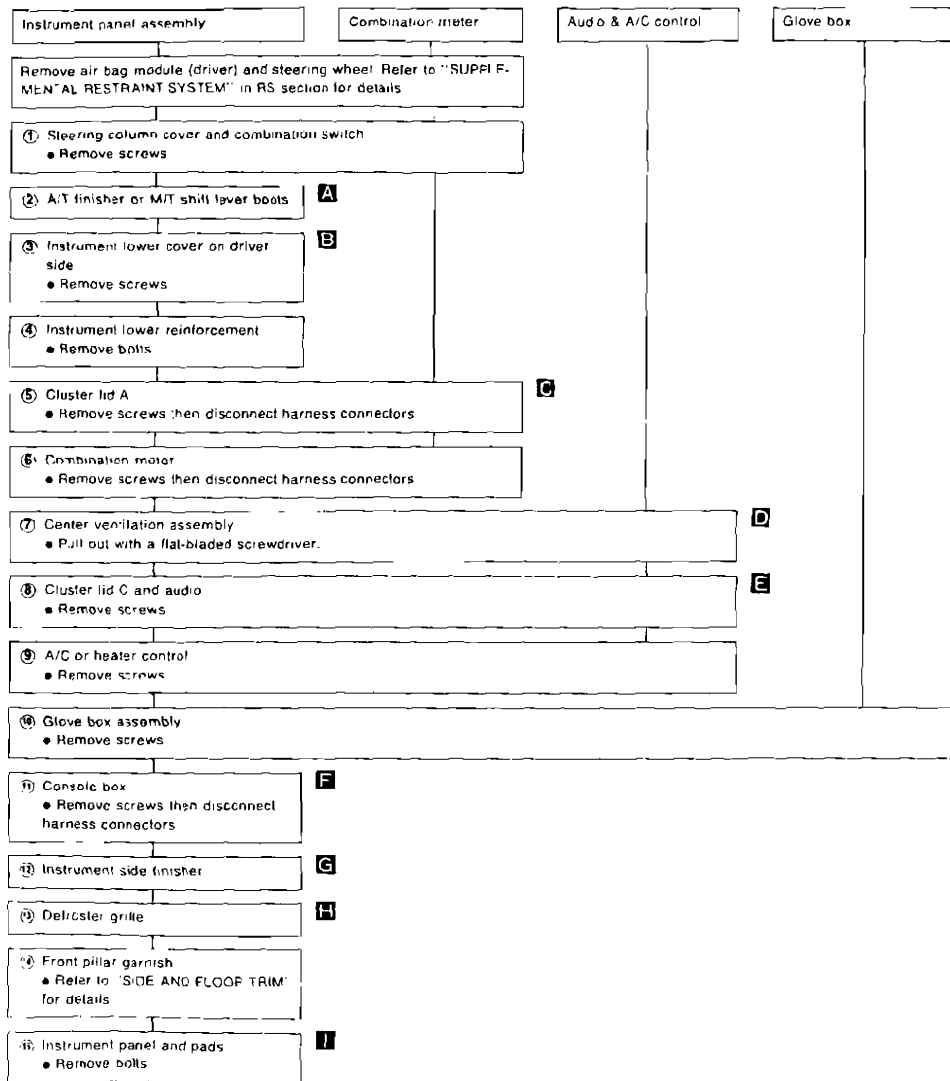 Instrument panel assembly
Combination meter
Audio & A/C control
Glove box
Remove air bag module (driver) and steering wheel. Refer to "SUPPLE-
MENTAL RESTRAINT SYSTEM" in RS section for details
① Steering column cover and combination switch
• Remove screws
② A/T finisher or M/T shift lever boots
A
③ Instrument lower cover on driver
side
• Remove screws
B
④ Instrument lower reinforcement
• Remove bolts
⑤ Cluster lid A
• Remove screws then disconnect harness connectors
C
⑥ Combination meter
• Remove screws then disconnect harness connectors
⑦ Center ventilation assembly
• Pull out with a flat-bladed screwdriver.
D
⑧ Cluster lid C and audio
• Remove screws
E
⑨ A/C or heater control
• Remove screws
⑩ Glove box assembly
• Remove screws
⑪ Console box
• Remove screws then disconnect
harness connectors
F
⑫ Instrument side finisher
G
⑬ Defroster grille
H
⑭ Front pillar garnish
• Refer to "SIDE AND FLOOR TRIM"
for details
⑮ Instrument panel and pads
• Remove bolts
I